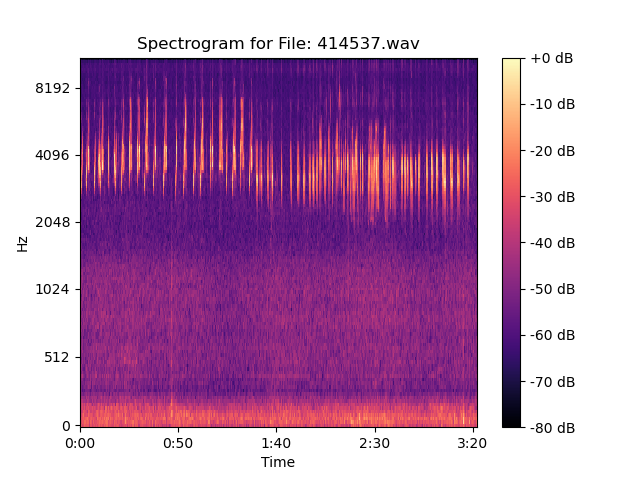 Spectrogram for File: 414537.wav
Hz
8192
4096
2048
1024
512
0
0:00 0:50 1:40 2:30 3:20
Time
+0 dB
-10 dB
-20 dB
-30 dB
-40 dB
-50 dB
-60 dB
-70 dB
-80 dB